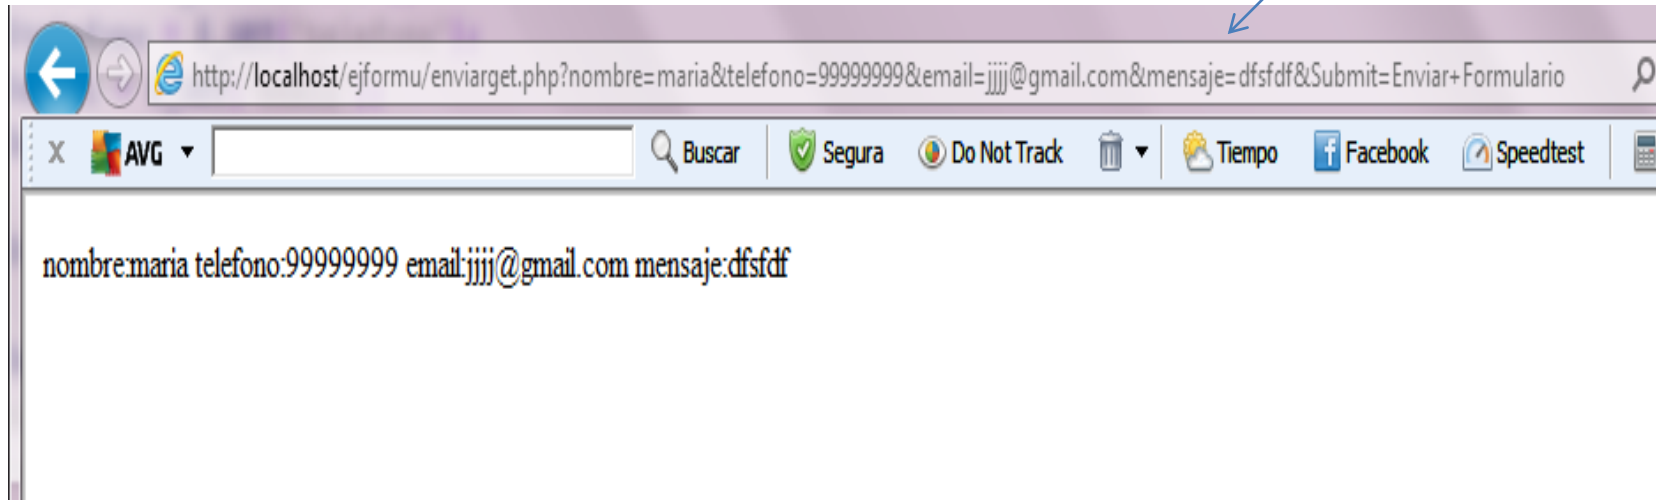 http://localhost/ejformu/enviarget.php?nombre=maria&telefono=99999999&email=jjjj@gmail.com&mensaje=dfsfdf&Submit=Enviar+Formulario
X AVG Buscar Segura Do Not Track Tiempo Facebook Speedtest
nombre:maria telefono:99999999 email:jjjj@gmail.com mensaje:dfsfdf